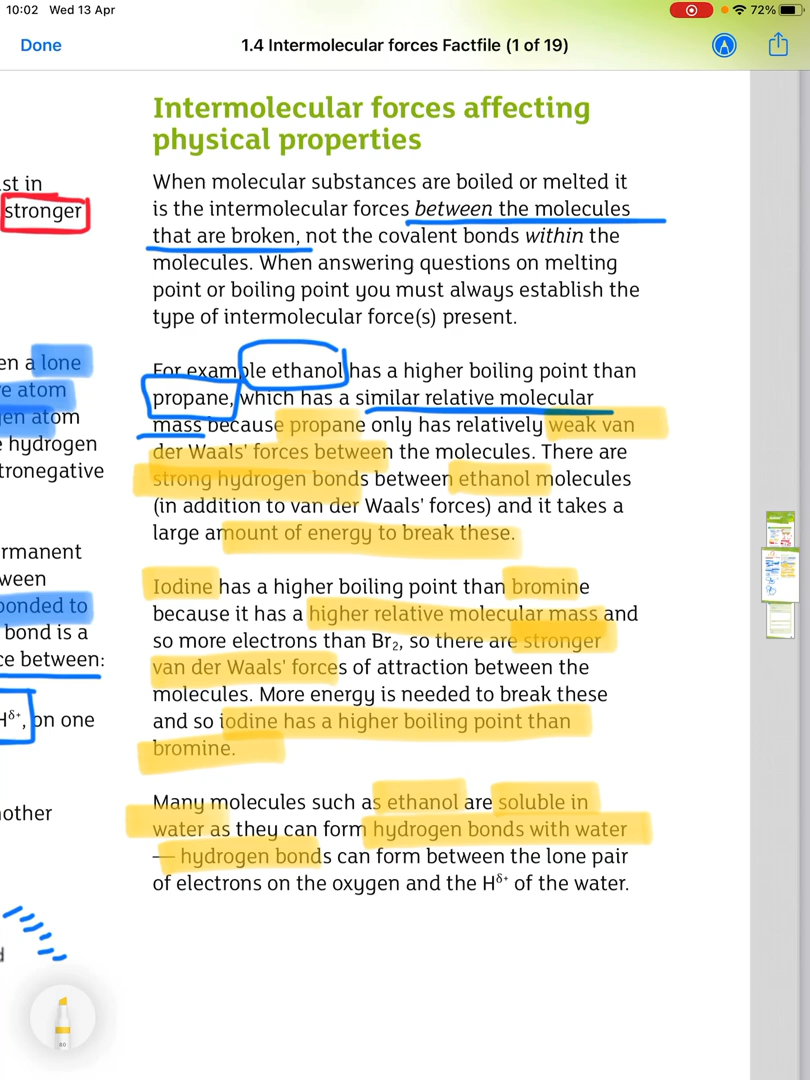 10:02 Wed 13 Apr
72%
Done
1.4 Intermolecular forces Factfile (1 of 19)
st in
stronger
en a lone
e atom
en atom
hydrogen
tronegative
rmanent
ween
bonded to
bond is a
ce between:
Hδ+, on one
other
Intermolecular forces affecting
physical properties
When molecular substances are boiled or melted it
is the intermolecular forces between the molecules
that are broken, not the covalent bonds within the
molecules. When answering questions on melting
point or boiling point you must always establish the
type of intermolecular force(s) present.
For example ethanol has a higher boiling point than
propane, which has a similar relative molecular
mass because propane only has relatively weak van
der Waals' forces between the molecules. There are
strong hydrogen bonds between ethanol molecules
(in addition to van der Waals' forces) and it takes a
large amount of energy to break these.
Iodine has a higher boiling point than bromine
because it has a higher relative molecular mass and
so more electrons than Br₂, so there are stronger
van der Waals' forces of attraction between the
molecules. More energy is needed to break these
and so iodine has a higher boiling point than
bromine.
Many molecules such as ethanol are soluble in
water as they can form hydrogen bonds with water
— hydrogen bonds can form between the lone pair
of electrons on the oxygen and the Hδ+ of the water.
80